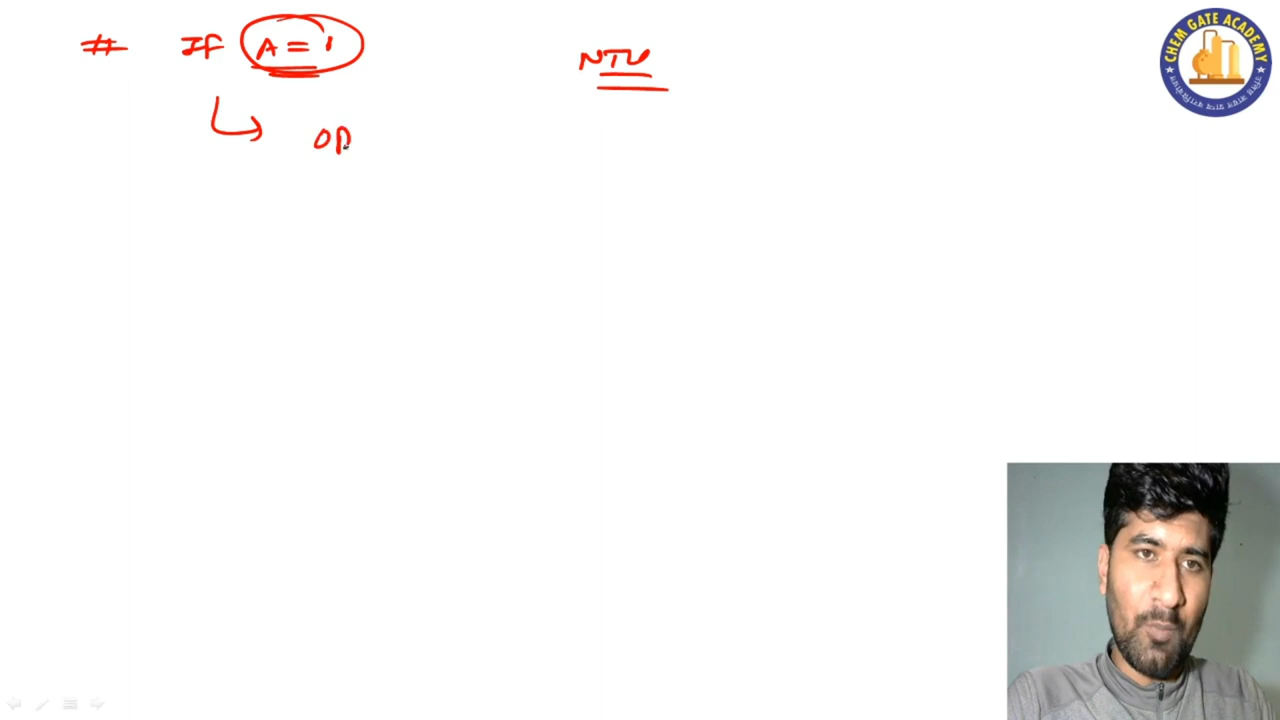 # If A = 1
NTU
OP
CHEM GATE ACADEMY